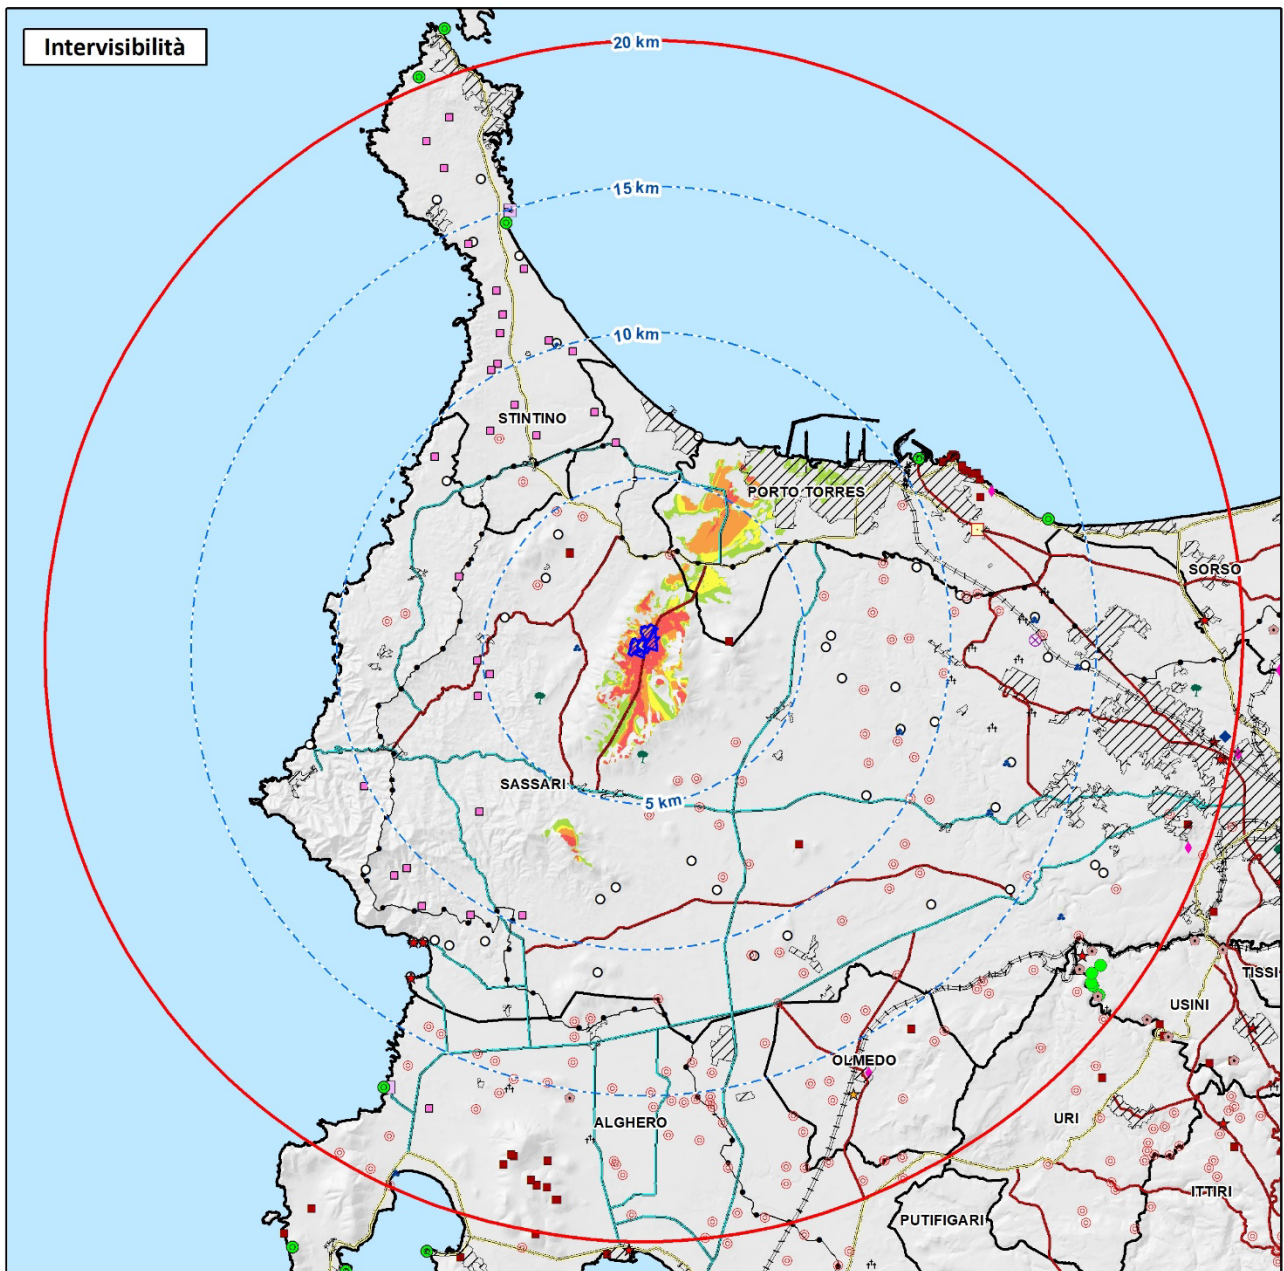 Intervisibilità
20 km
15 km
10 km
STINTINO
PORTO TORRES
SORSO
SASSARI
5 km
TISSI
USINI
OLMEDO
URI
ALGHERO
ITTIRI
PUTIFIGARI